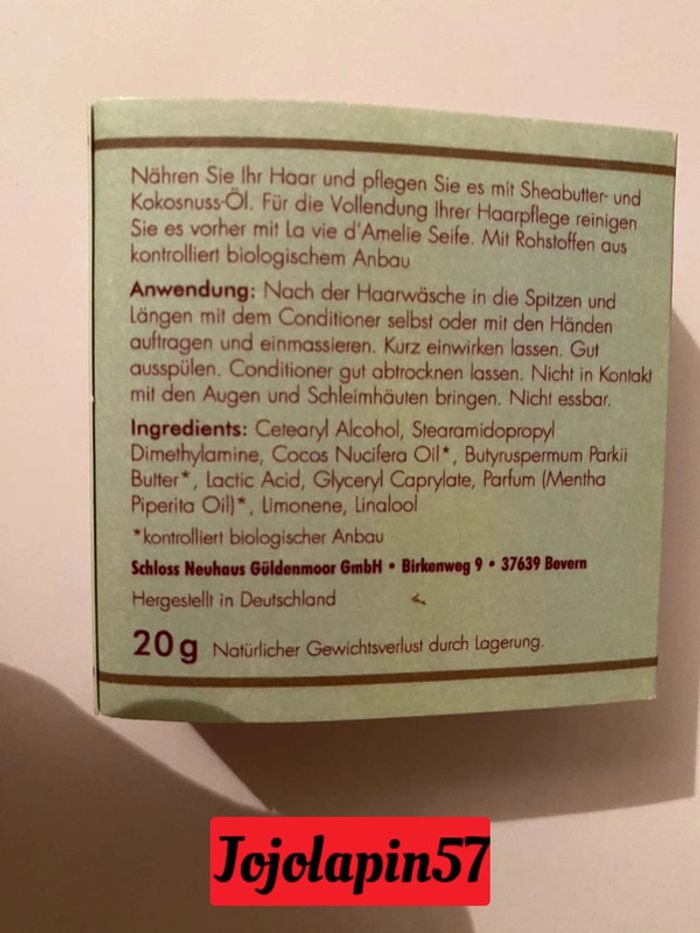 Nähren Sie Ihr Haar und pflegen Sie es mit Sheabutter- und
Kokosnuss-Öl. Für die Vollendung Ihrer Haarpflege reinigen
Sie es vorher mit La vie d'Amelie Seife. Mit Rohstoffen aus
kontrolliert biologischem Anbau
Anwendung: Nach der Haarwäsche in die Spitzen und
Längen mit dem Conditioner selbst oder mit den Händen
auftragen und einmassieren. Kurz einwirken lassen. Gut
ausspülen. Conditioner gut abtrocknen lassen. Nicht in Kontakt
mit den Augen und Schleimhäuten bringen. Nicht essbar.
Ingredients: Cetearyl Alcohol, Stearamidopropyl
Dimethylamine, Cocos Nucifera Oil*, Butyruspermum Parkii
Butter*, Lactic Acid, Glyceryl Caprylate, Parfum (Mentha
Piperita Oil)*, Limonene, Linalool
*kontrolliert biologischer Anbau
Schloss Neuhaus Güldenmoor GmbH • Birkenweg 9 • 37639 Bevern
Hergestellt in Deutschland
20g Natürlicher Gewichtsverlust durch Lagerung.
Jojolapin57